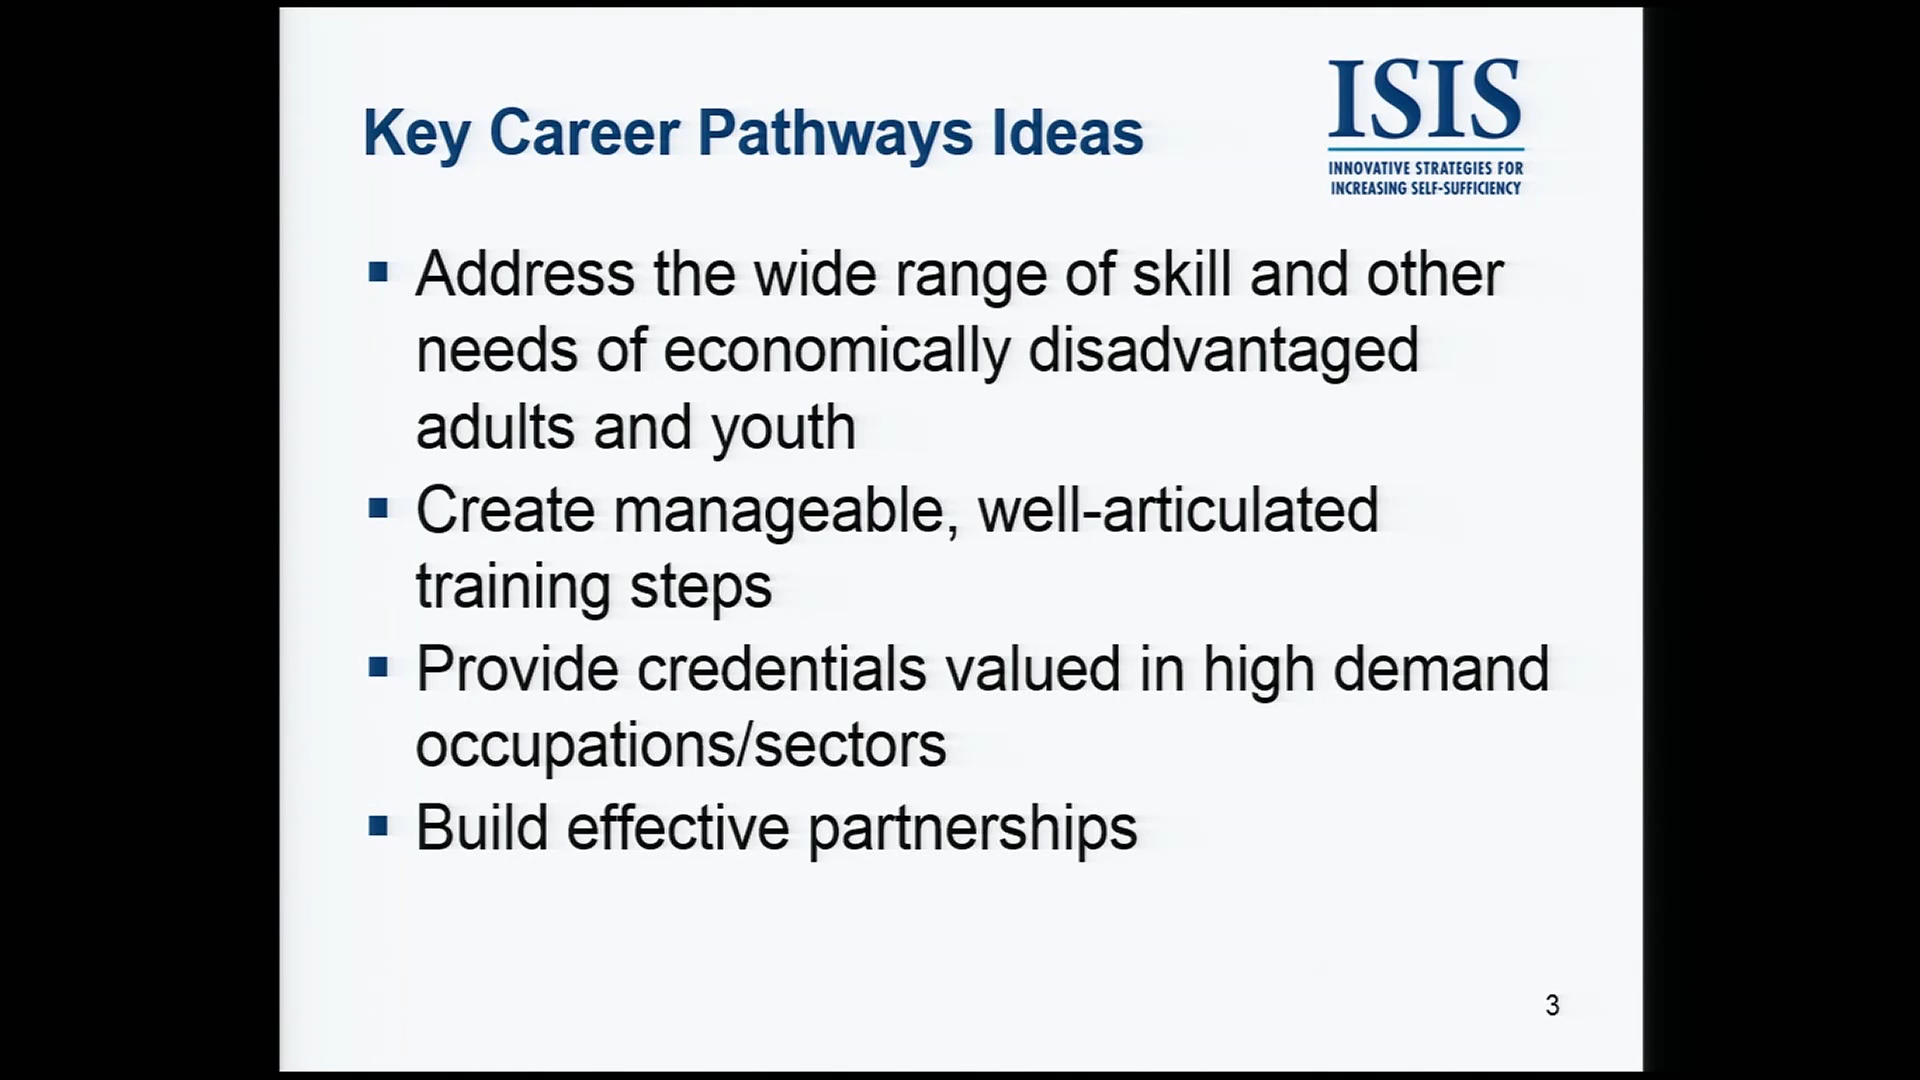 Key Career Pathways Ideas
ISIS
INNOVATIVE STRATEGIES FOR
INCREASING SELF-SUFFICIENCY
Address the wide range of skill and other
needs of economically disadvantaged
adults and youth
Create manageable, well-articulated
training steps
Provide credentials valued in high demand
occupations/sectors
Build effective partnerships
3